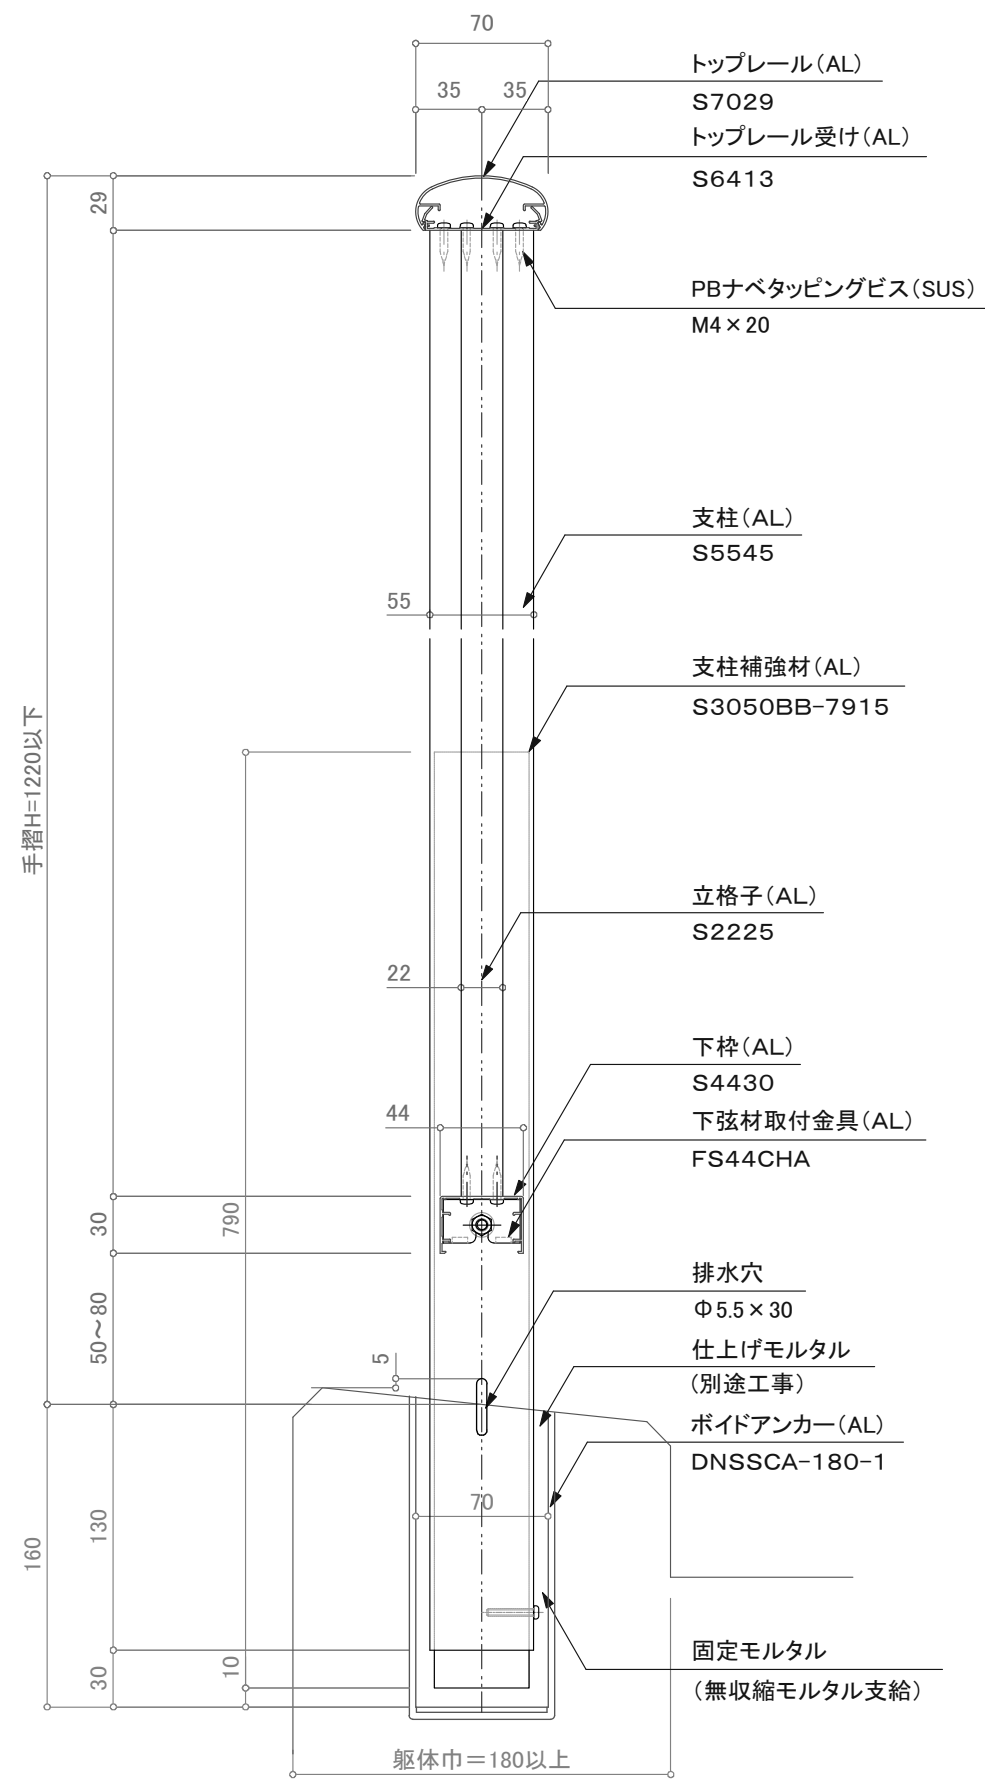 70
35
35
トップレール(AL)
S7029
トップレール受け(AL)
S6413
29
PBナベタッピングビス(SUS)
M4×20
支柱(AL)
S5545
55
支柱補強材(AL)
S3050BB-7915
手摺H=1220以下
立格子(AL)
S2225
22
下枠(AL)
S4430
44
下弦材取付金具(AL)
FS44CHA
30
790
排水穴
Φ5.5×30
50~80
5
仕上げモルタル
(別途工事)
ボイドアンカー(AL)
DNSSCA-180-1
70
130
160
固定モルタル
(無収縮モルタル支給)
30
10
躯体巾=180以上